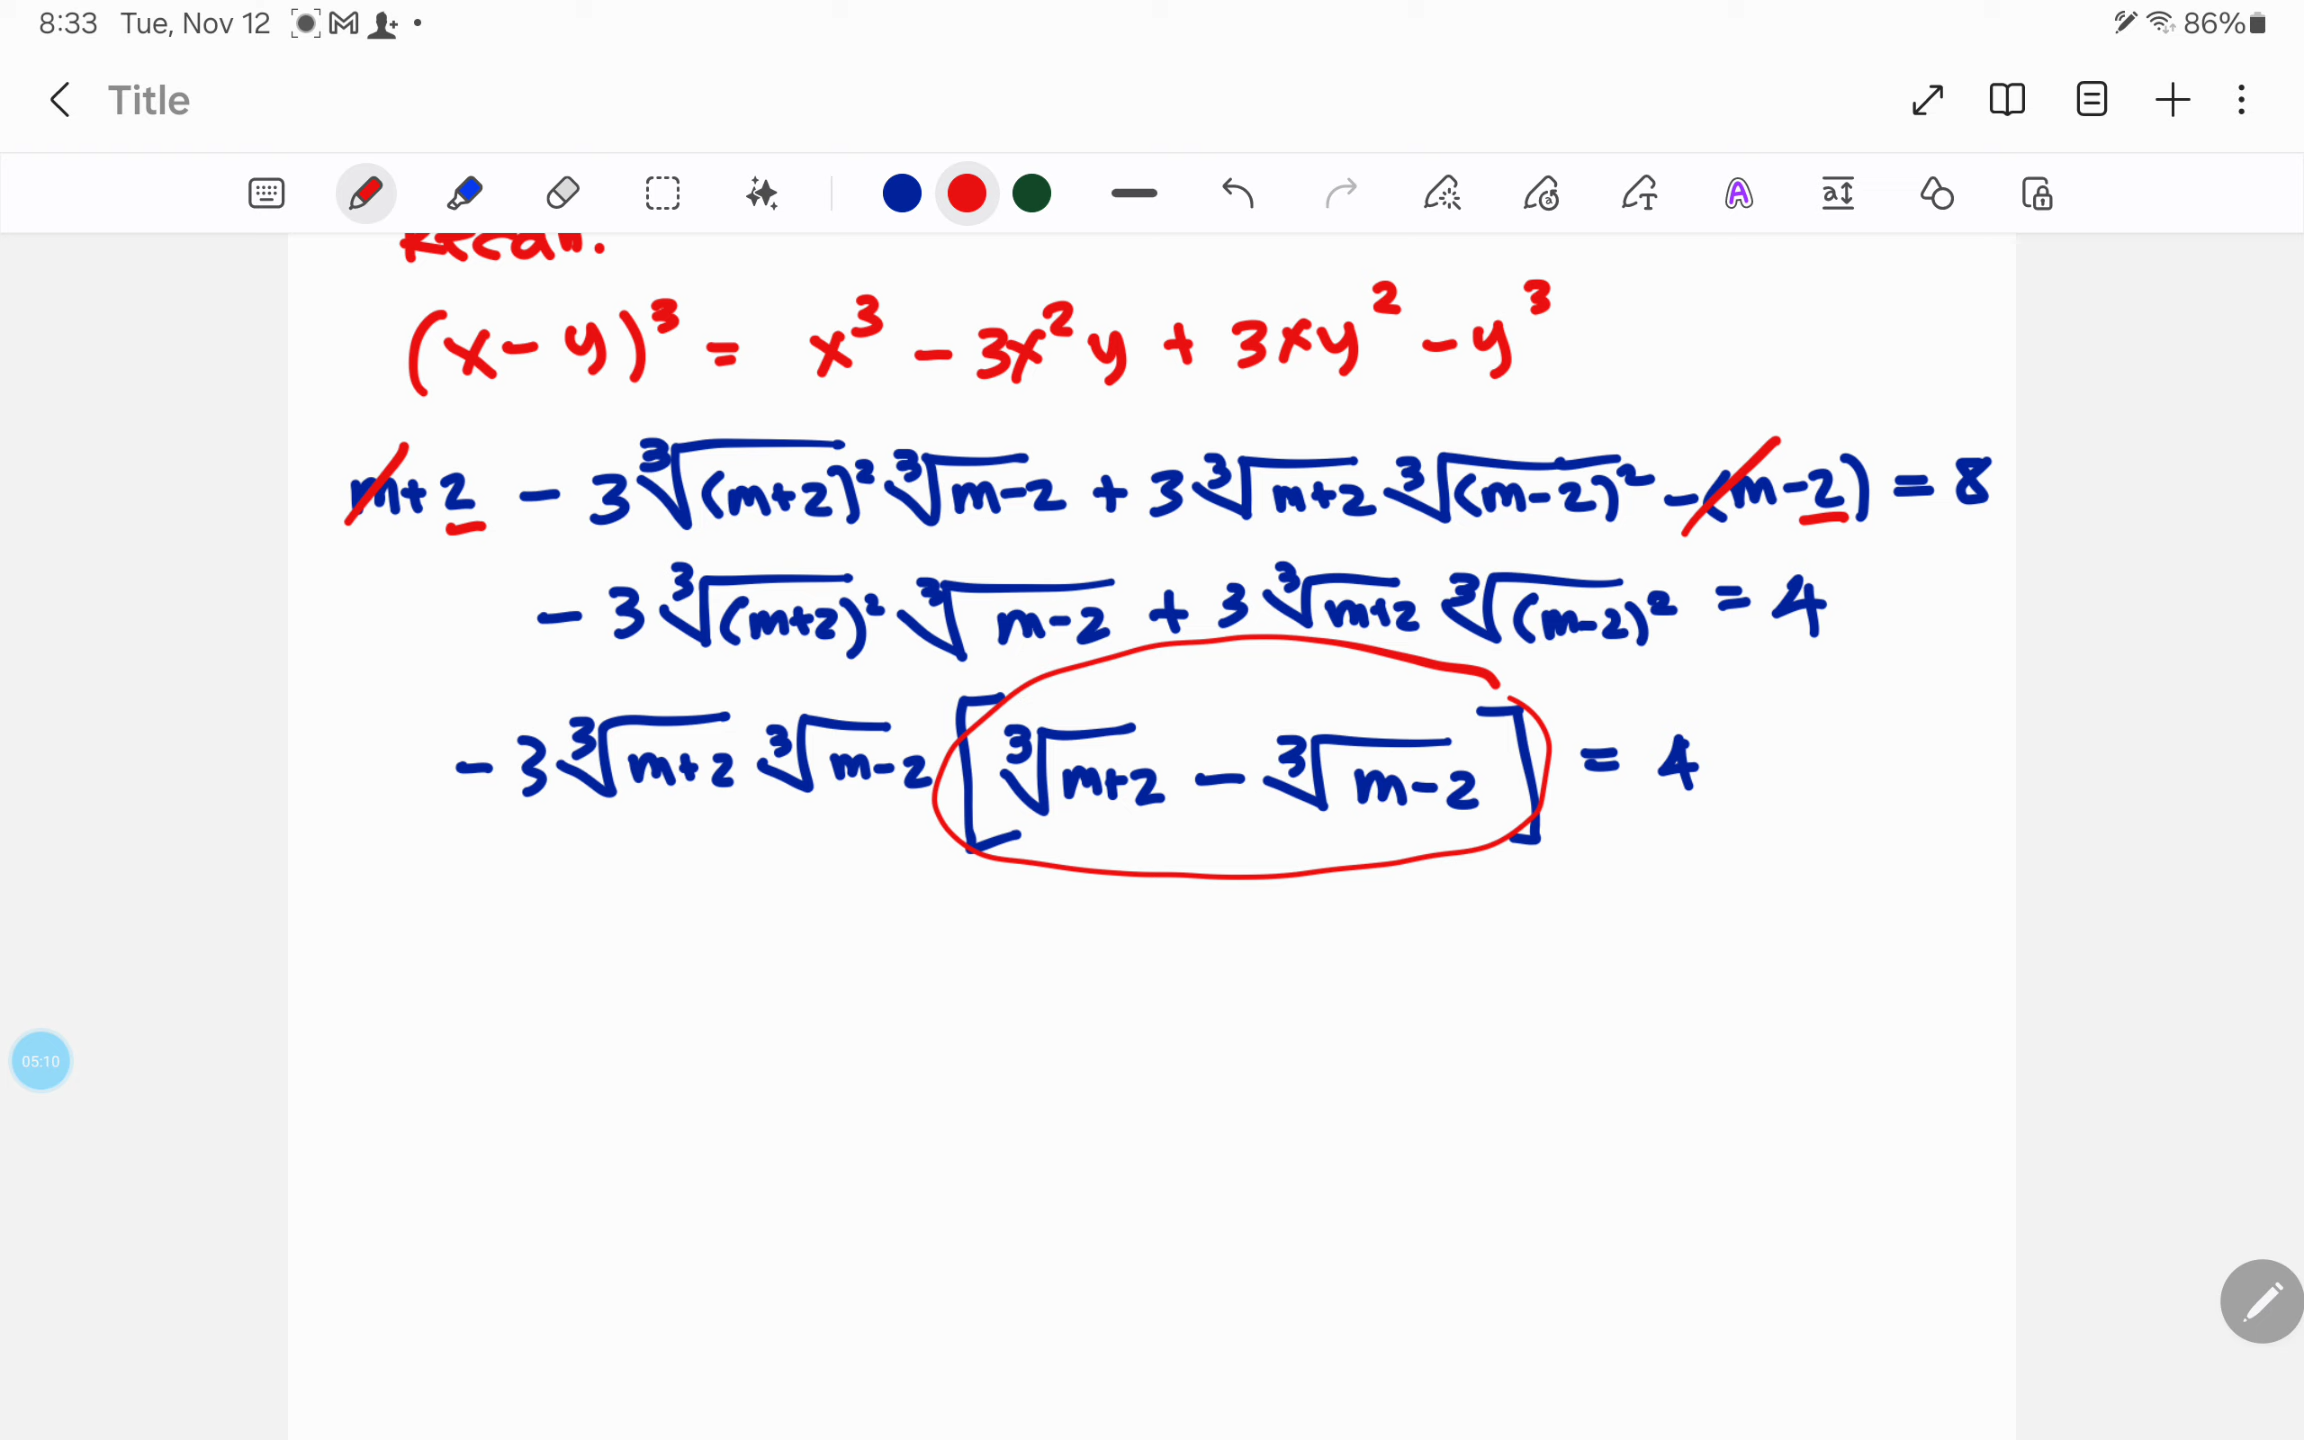 8:33 Tue, Nov 12 86%
Title
Recall:
(x-y)³ = x³ - 3x²y + 3xy² - y³
m+2 - 3∛(m+2)² ∛m-2 + 3∛m+2 ∛(m-2)² - (m-2) = 8
- 3∛(m+2)² ∛m-2 + 3∛m+2 ∛(m-2)² = 4
- 3∛m+2 ∛m-2 [∛m+2 - ∛m-2] = 4
05:10